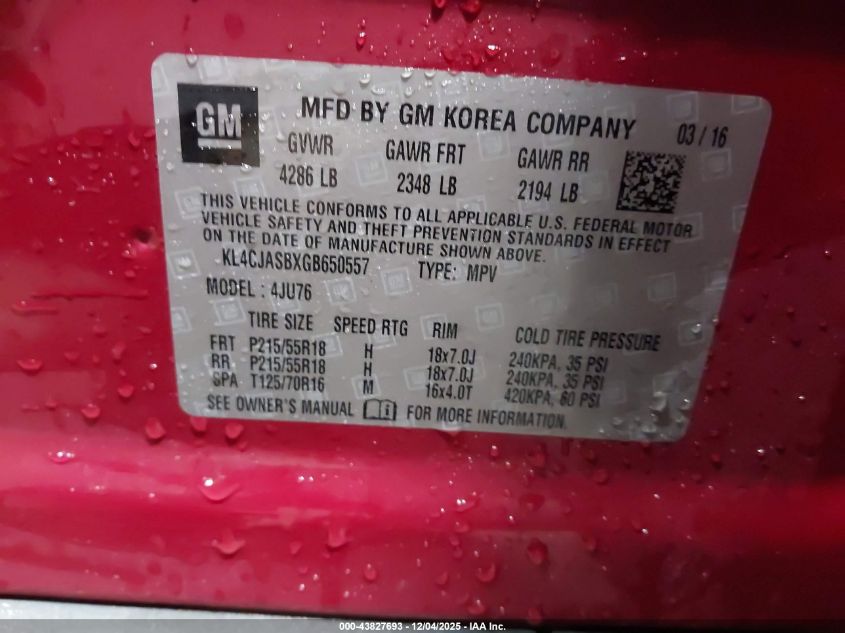 GM
MFD BY GM KOREA COMPANY 03 / 16
GVWR GAWR FRT GAWR RR
4286 LB 2348 LB 2194 LB
THIS VEHICLE CONFORMS TO ALL APPLICABLE U.S. FEDERAL MOTOR
VEHICLE SAFETY AND THEFT PREVENTION STANDARDS IN EFFECT
ON THE DATE OF MANUFACTURE SHOWN ABOVE.
KL4CJASBXGB650557 TYPE: MPV
MODEL : 4JU76
TIRE SIZE SPEED RTG RIM COLD TIRE PRESSURE
FRT P215/55R18 H 18x7.0J 240KPA, 35 PSI
RR P215/55R18 H 18x7.0J 240KPA, 35 PSI
SPA T125/70R16 M 16x4.0T 420KPA, 60 PSI
SEE OWNER'S MANUAL i FOR MORE INFORMATION.
000-43827693 - 12/04/2025 - IAA Inc.